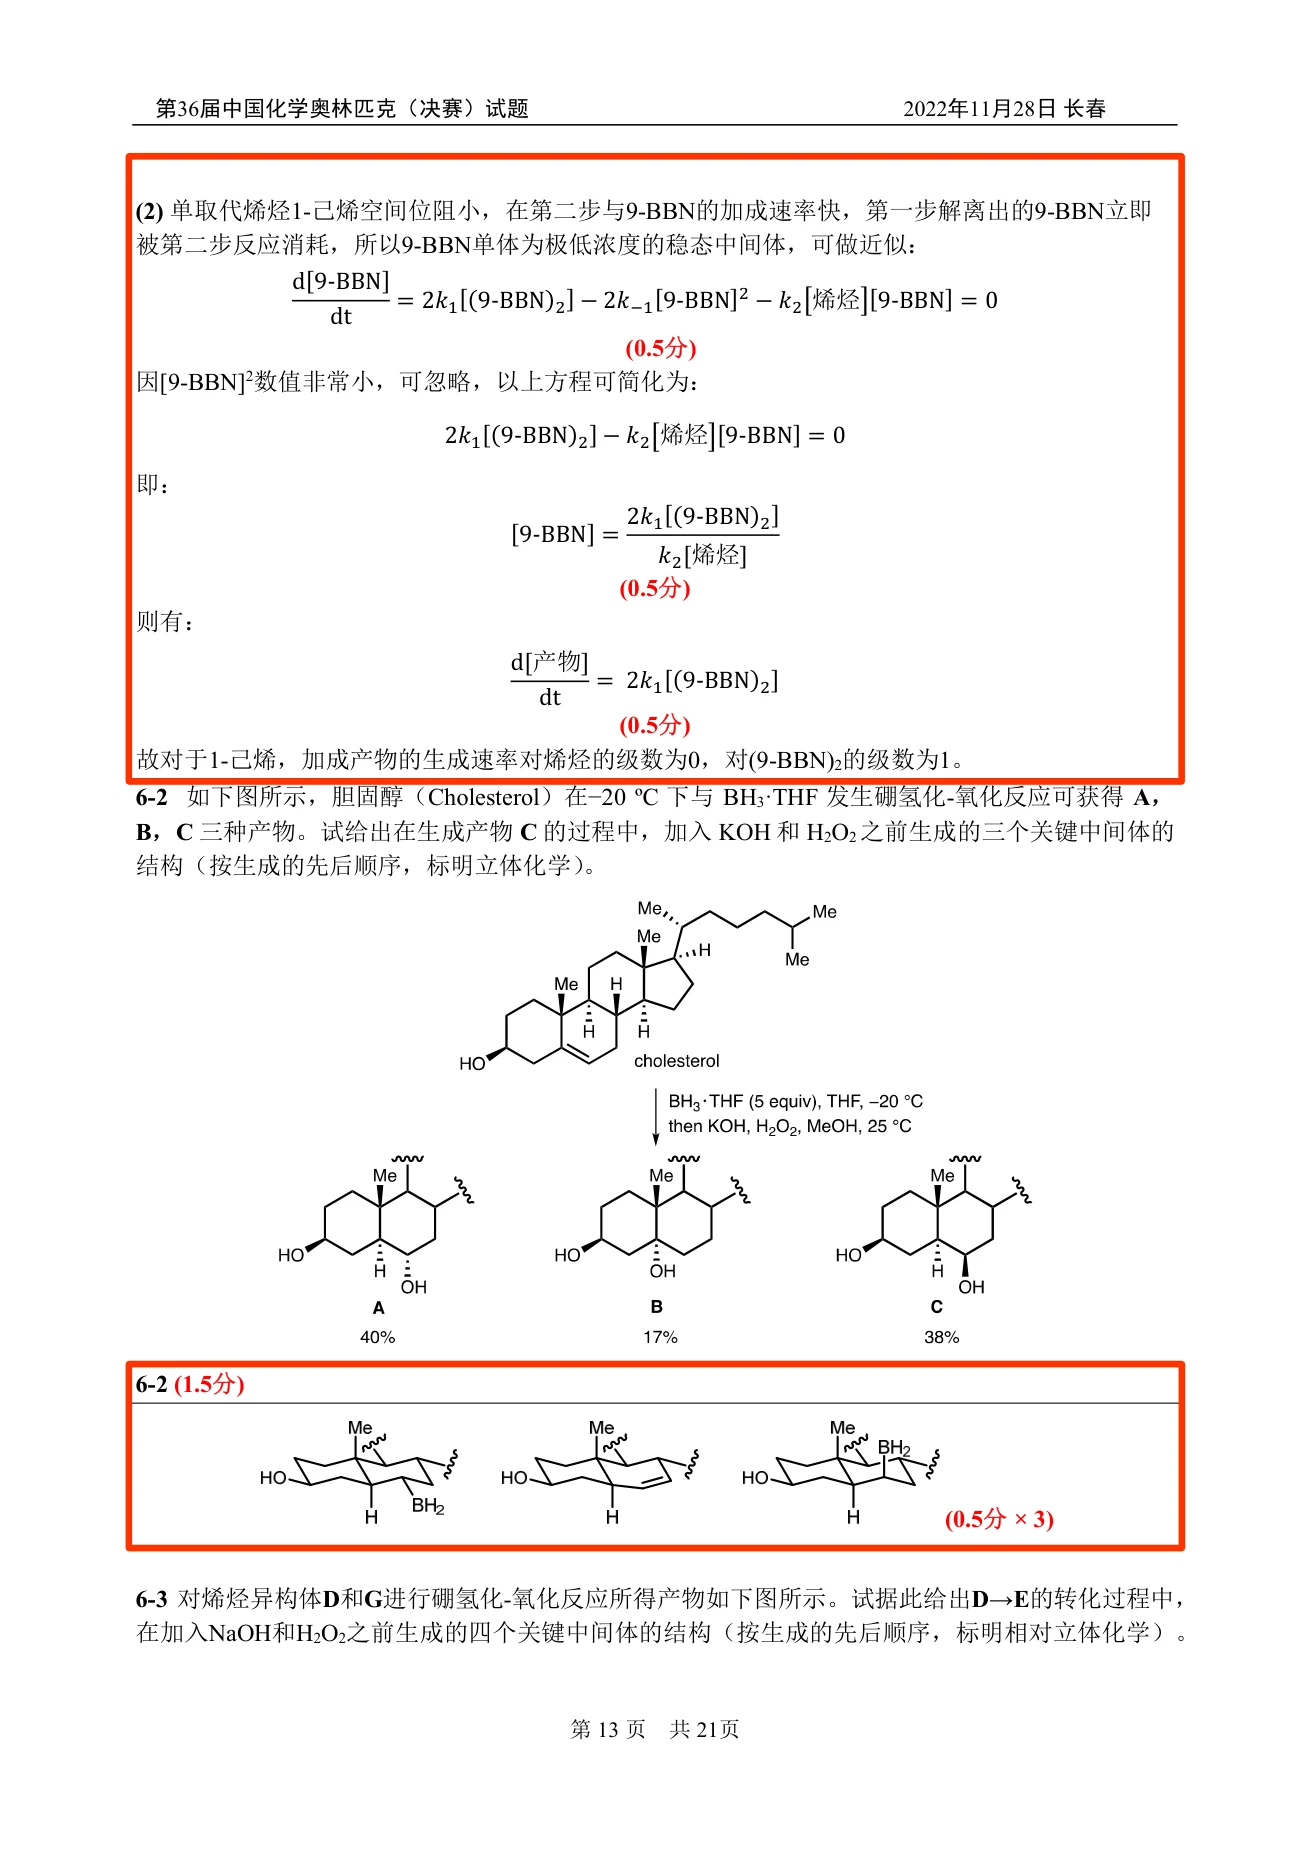 第36届中国化学奥林匹克（决赛）试题 2022年11月28日 长春
(2) 单取代烯烃1-己烯空间位阻小，在第二步与9-BBN的加成速率快，第一步解离出的9-BBN立即
被第二步反应消耗，所以9-BBN单体为极低浓度的稳态中间体，可做近似：
d[9-BBN]/dt = 2k₁[(9-BBN)₂] − 2k₋₁[9-BBN]² − k₂[烯烃][9-BBN] = 0
(0.5分)
因[9-BBN]²数值非常小，可忽略，以上方程可简化为：
2k₁[(9-BBN)₂] − k₂[烯烃][9-BBN] = 0
即：
[9-BBN] = 2k₁[(9-BBN)₂]/k₂[烯烃]
(0.5分)
则有：
d[产物]/dt = 2k₁[(9-BBN)₂]
(0.5分)
故对于1-己烯，加成产物的生成速率对烯烃的级数为0，对(9-BBN)₂的级数为1。
6-2 如下图所示，胆固醇（Cholesterol）在−20 ºC 下与 BH₃·THF 发生硼氢化-氧化反应可获得 A，
B，C 三种产物。试给出在生成产物 C 的过程中，加入 KOH 和 H₂O₂ 之前生成的三个关键中间体的
结构（按生成的先后顺序，标明立体化学）。
Me Me
Me H
Me
Me H
H H
HO cholesterol
BH₃·THF (5 equiv), THF, −20 °C
then KOH, H₂O₂, MeOH, 25 °C
Me Me Me
HO HO HO
H OH H
OH OH
A B C
40% 17% 38%
6-2 (1.5分)
Me Me Me
BH₂
HO HO HO
BH₂
H H H
(0.5分 × 3)
6-3 对烯烃异构体D和G进行硼氢化-氧化反应所得产物如下图所示。试据此给出D→E的转化过程中，
在加入NaOH和H₂O₂之前生成的四个关键中间体的结构（按生成的先后顺序，标明相对立体化学）。
第 13 页 共 21页